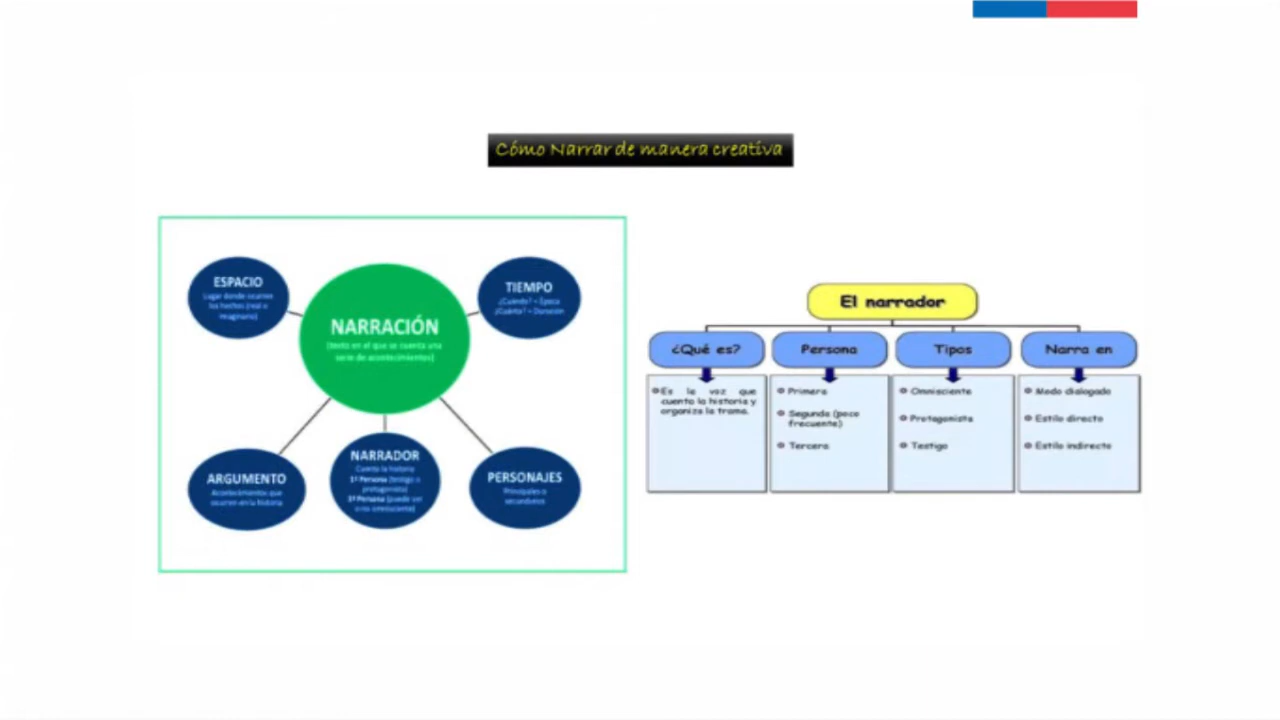 Cómo Narrar de manera creativa
ESPACIO
Lugar donde ocurren
los hechos (real o
imaginario)
TIEMPO
¿Cuándo? = Época
¿Cuánto? = Duración
NARRACIÓN
(texto en el que se cuenta una
serie de acontecimientos)
ARGUMENTO
Acontecimientos que
ocurren en la historia
NARRADOR
Cuenta la historia
1ª Persona (testigo o
protagonista)
3ª Persona (puede ser
o no omnisciente)
PERSONAJES
Principales o
secundarios
El narrador
¿Qué es?
Persona
Tipos
Narra en
Es la voz que
cuenta la historia y
organiza la trama.
Primera
Segunda (poco
frecuente)
Tercera
Omnisciente
Protagonista
Testigo
Modo dialogado
Estilo directo
Estilo indirecto